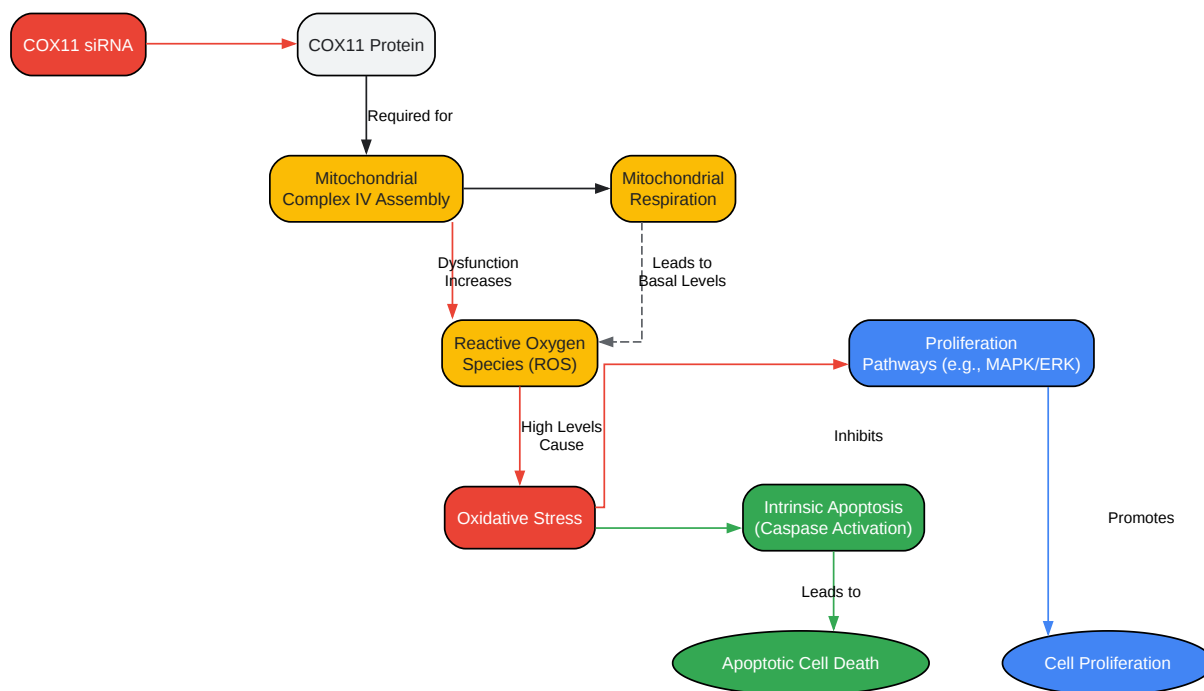 COX11 siRNA
COX11 Protein
Required for
Mitochondrial
Complex IV Assembly
Mitochondrial
Respiration
Dysfunction
Increases
Leads to
Basal Levels
Reactive Oxygen
Species (ROS)
Proliferation
Pathways (e.g., MAPK/ERK)
High Levels
Cause
Inhibits
Oxidative Stress
Intrinsic Apoptosis
(Caspase Activation)
Promotes
Leads to
Apoptotic Cell Death
Cell Proliferation